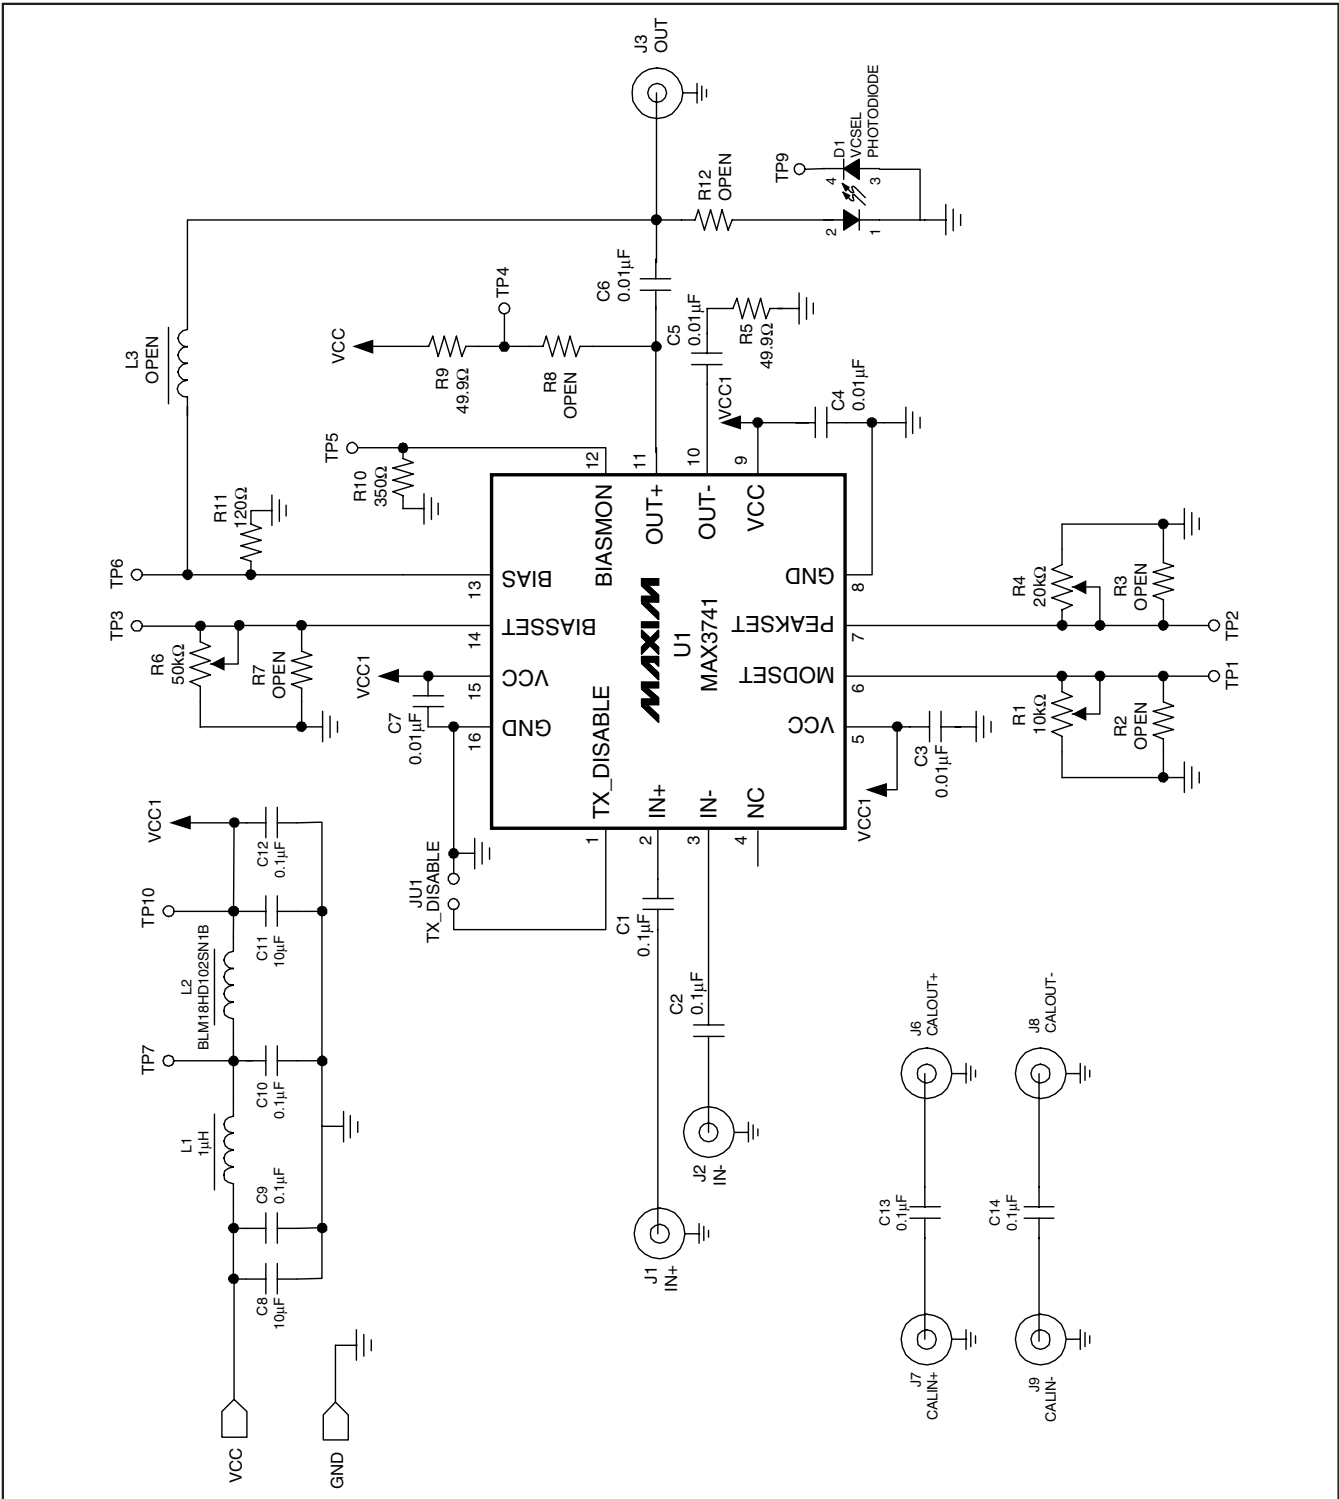 J3
OUT
L3
OPEN
VCC
R9
49.9Ω
TP4
R8
OPEN
C6
0.01µF
R12
OPEN
TP9
D1
VCSEL
PHOTODIODE
4
3
2
1
C5
0.01µF
R5
49.9Ω
VCC1
C4
0.01µF
TP5
R10
350Ω
TP6
R11
120Ω
TP3
R6
50kΩ
R7
OPEN
VCC1
C7
0.01µF
13
14
15
16
12
11
10
9
BIAS
BIASSET
VCC
GND
BIASMON
OUT+
OUT-
VCC
MAXIM
U1
MAX3741
TX_DISABLE
IN+
IN-
NC
GND
PEAKSET
MODSET
VCC
1
2
3
4
8
7
6
5
R4
20kΩ
R3
OPEN
TP2
R1
10kΩ
R2
OPEN
TP1
VCC1
C3
0.01µF
JU1
TX_DISABLE
C1
0.1µF
C2
0.1µF
J2
IN-
J1
IN+
VCC1
C12
0.1µF
TP10
C11
10µF
L2
BLM18HD102SN1B
TP7
C10
0.1µF
L1
1µH
C9
0.1µF
C8
10µF
VCC
GND
J6
CALOUT+
J8
CALOUT-
C13
0.1µF
C14
0.1µF
J7
CALIN+
J9
CALIN-